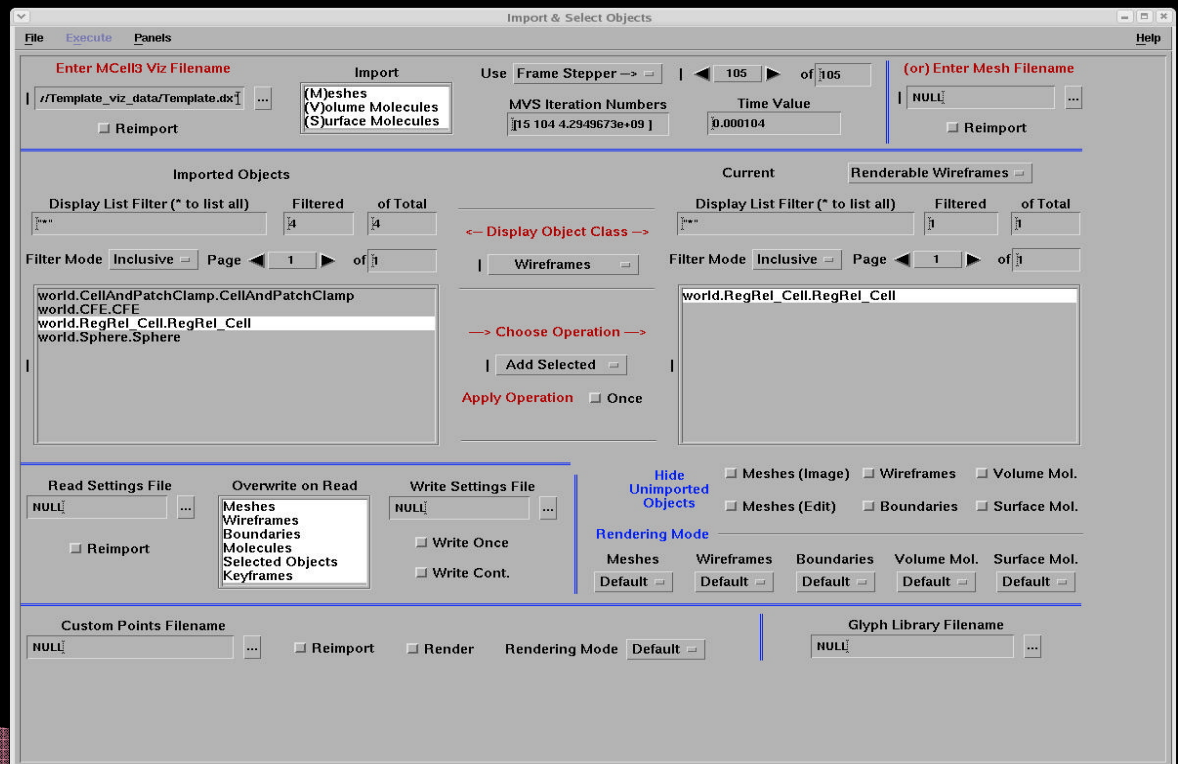 Import & Select Objects
File Execute Panels Help
Enter MCell3 Viz Filename
//Template_viz_data/Template.dx ...
Reimport
Import
(M)eshes
(V)olume Molecules
(S)urface Molecules
Use Frame Stepper —> 105 of 105
MVS Iteration Numbers
[15 104 4.2949673e+09 ]
Time Value
0.000104
(or) Enter Mesh Filename
NULL ...
Reimport
Imported Objects
Display List Filter (* to list all) Filtered of Total
"*" 4 4
Filter Mode Inclusive Page 1 of 1
world.CellAndPatchClamp.CellAndPatchClamp
world.CFE.CFE
world.RegRel_Cell.RegRel_Cell
world.Sphere.Sphere
<— Display Object Class —>
Wireframes
—> Choose Operation —>
Add Selected
Apply Operation Once
Current Renderable Wireframes
Display List Filter (* to list all) Filtered of Total
"*" 1 1
Filter Mode Inclusive Page 1 of 1
world.RegRel_Cell.RegRel_Cell
Read Settings File
NULL ...
Reimport
Overwrite on Read
Meshes
Wireframes
Boundaries
Molecules
Selected Objects
Keyframes
Write Settings File
NULL ...
Write Once
Write Cont.
Hide
Unimported
Objects
Meshes (Image) Wireframes Volume Mol.
Meshes (Edit) Boundaries Surface Mol.
Rendering Mode
Meshes Wireframes Boundaries Volume Mol. Surface Mol.
Default Default Default Default Default
Custom Points Filename
NULL ... Reimport Render Rendering Mode Default
Glyph Library Filename
NULL ...